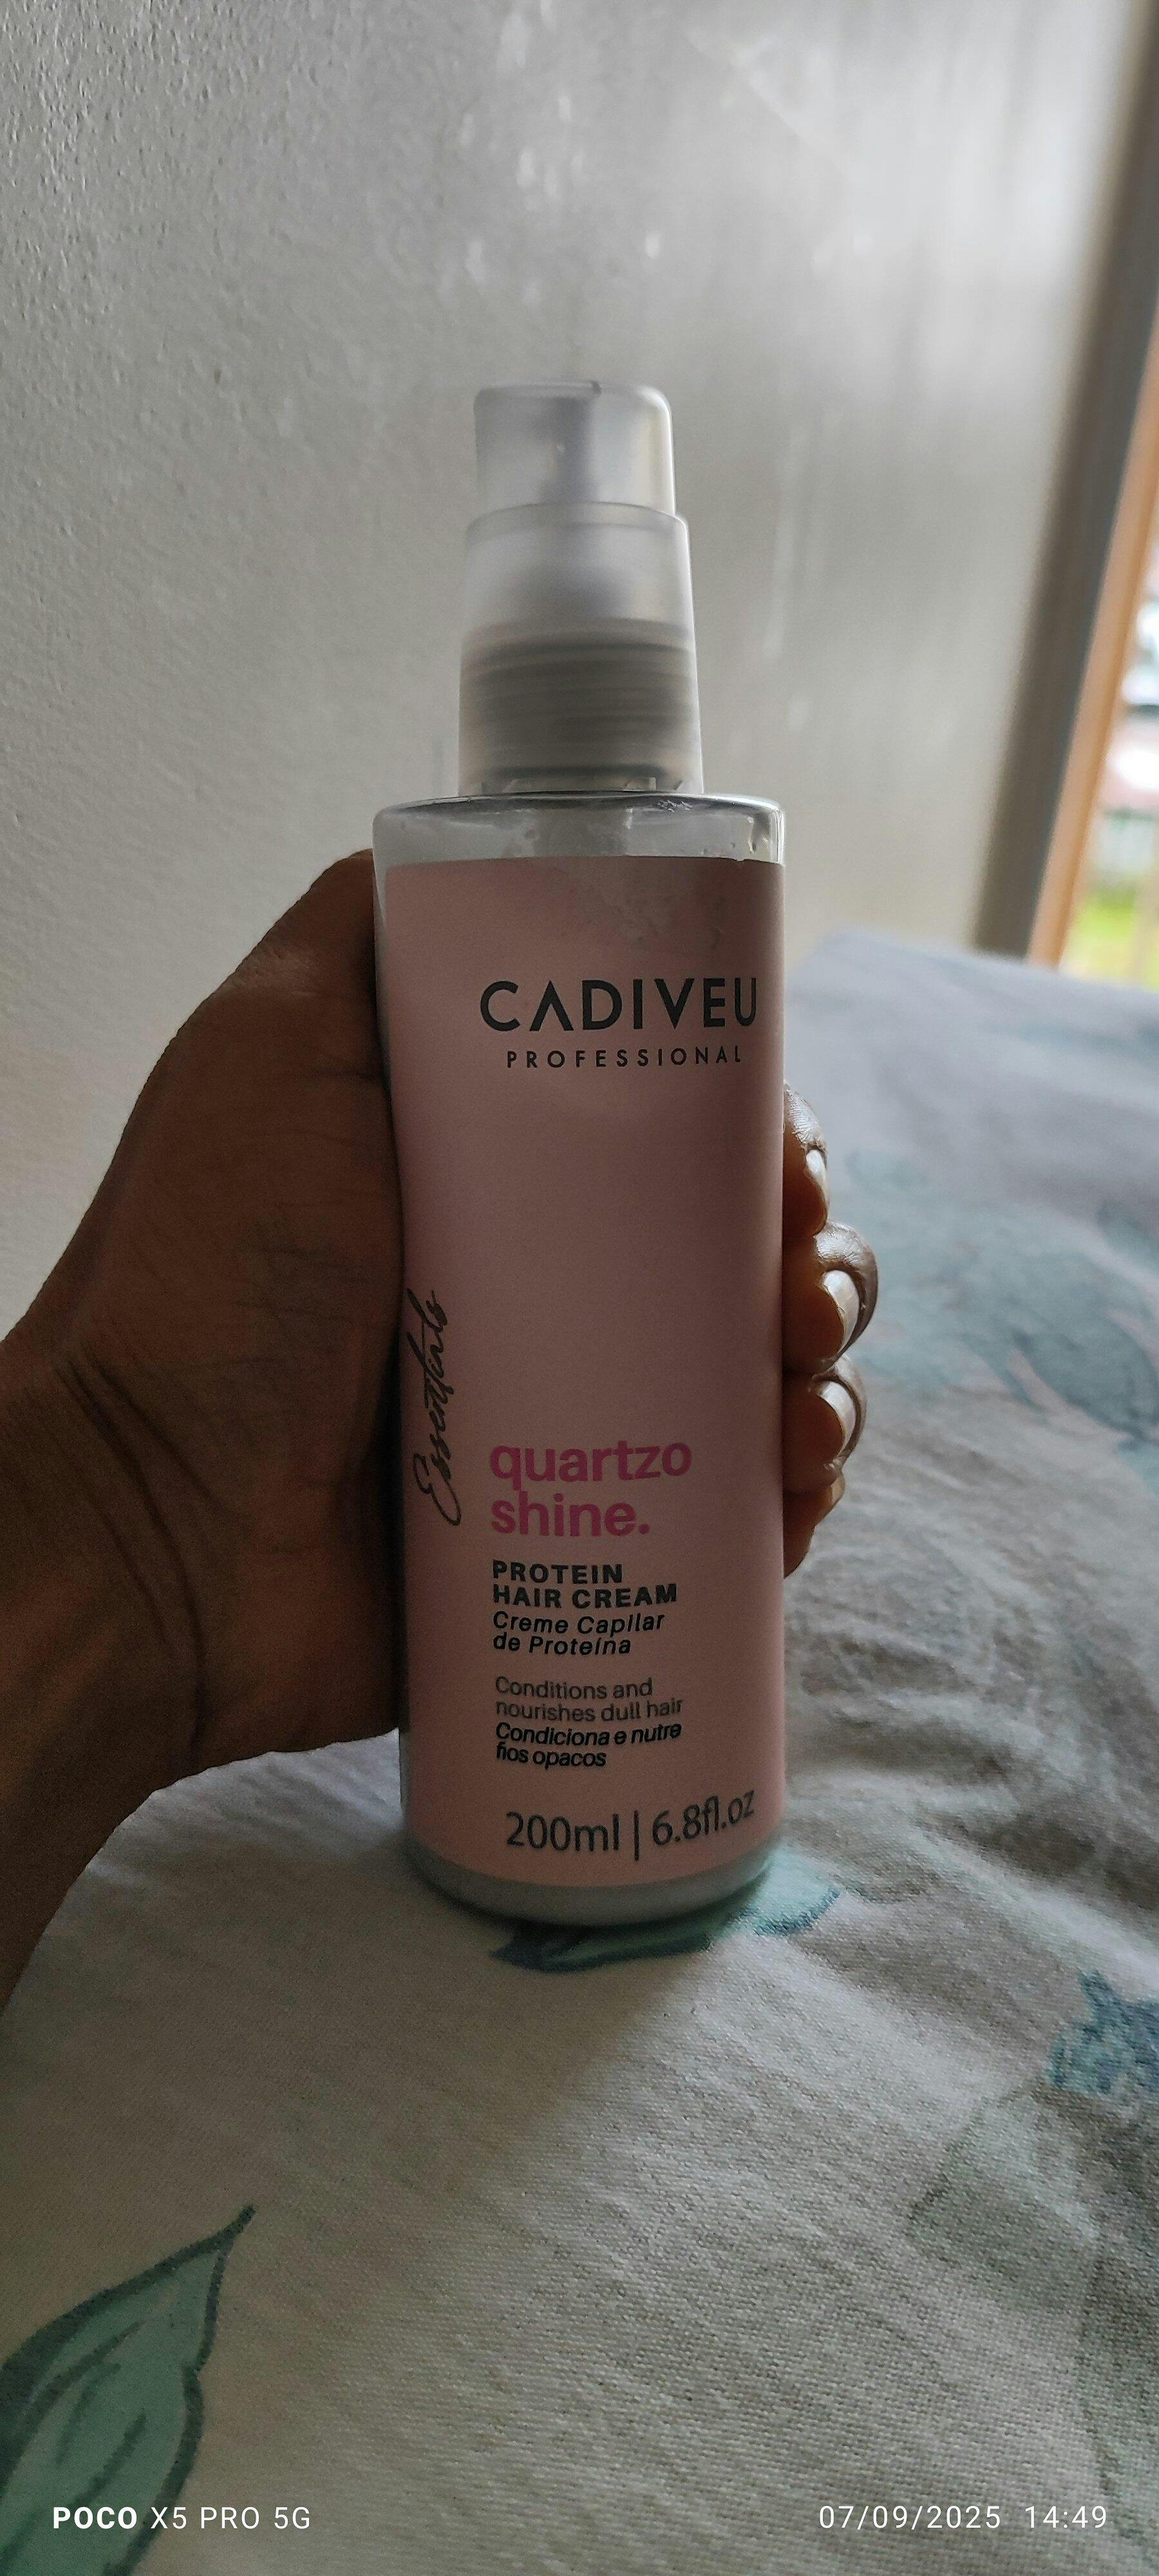 CADIVEU
PROFESSIONAL
Essentials
quartzo
shine.
PROTEIN
HAIR CREAM
Creme Capilar
de Proteína
Conditions and
nourishes dull hair
Condiciona e nutre
fios opacos
200ml | 6.8fl.oz
POCO X5 PRO 5G
07/09/2025 14:49